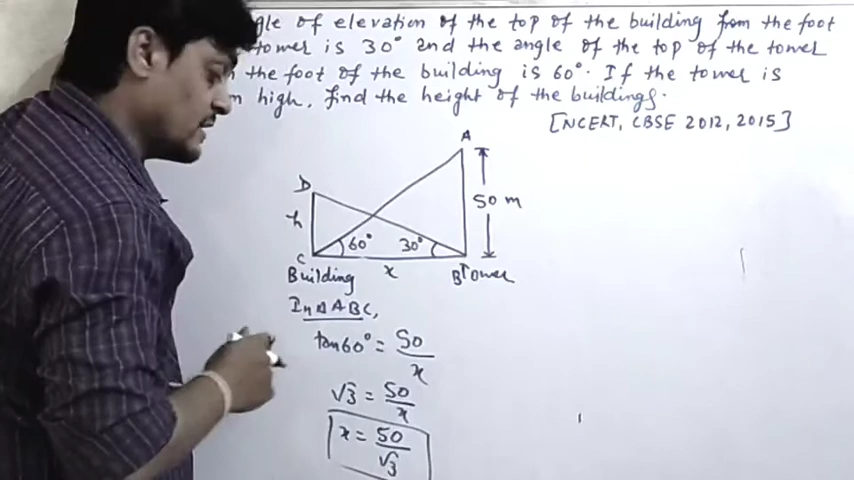 gle of elevation of the top of the building from the foot
tower is 30° and the angle of the top of the tower
the foot of the building is 60°. If the tower is
m high, find the height of the buildings.
[NCERT, CBSE 2012, 2015]
A
D
50 m
h
60° 30°
C x B
Building Tower
In △ ABC,
tan60° = 50/x
√3 = 50/x
x = 50/√3